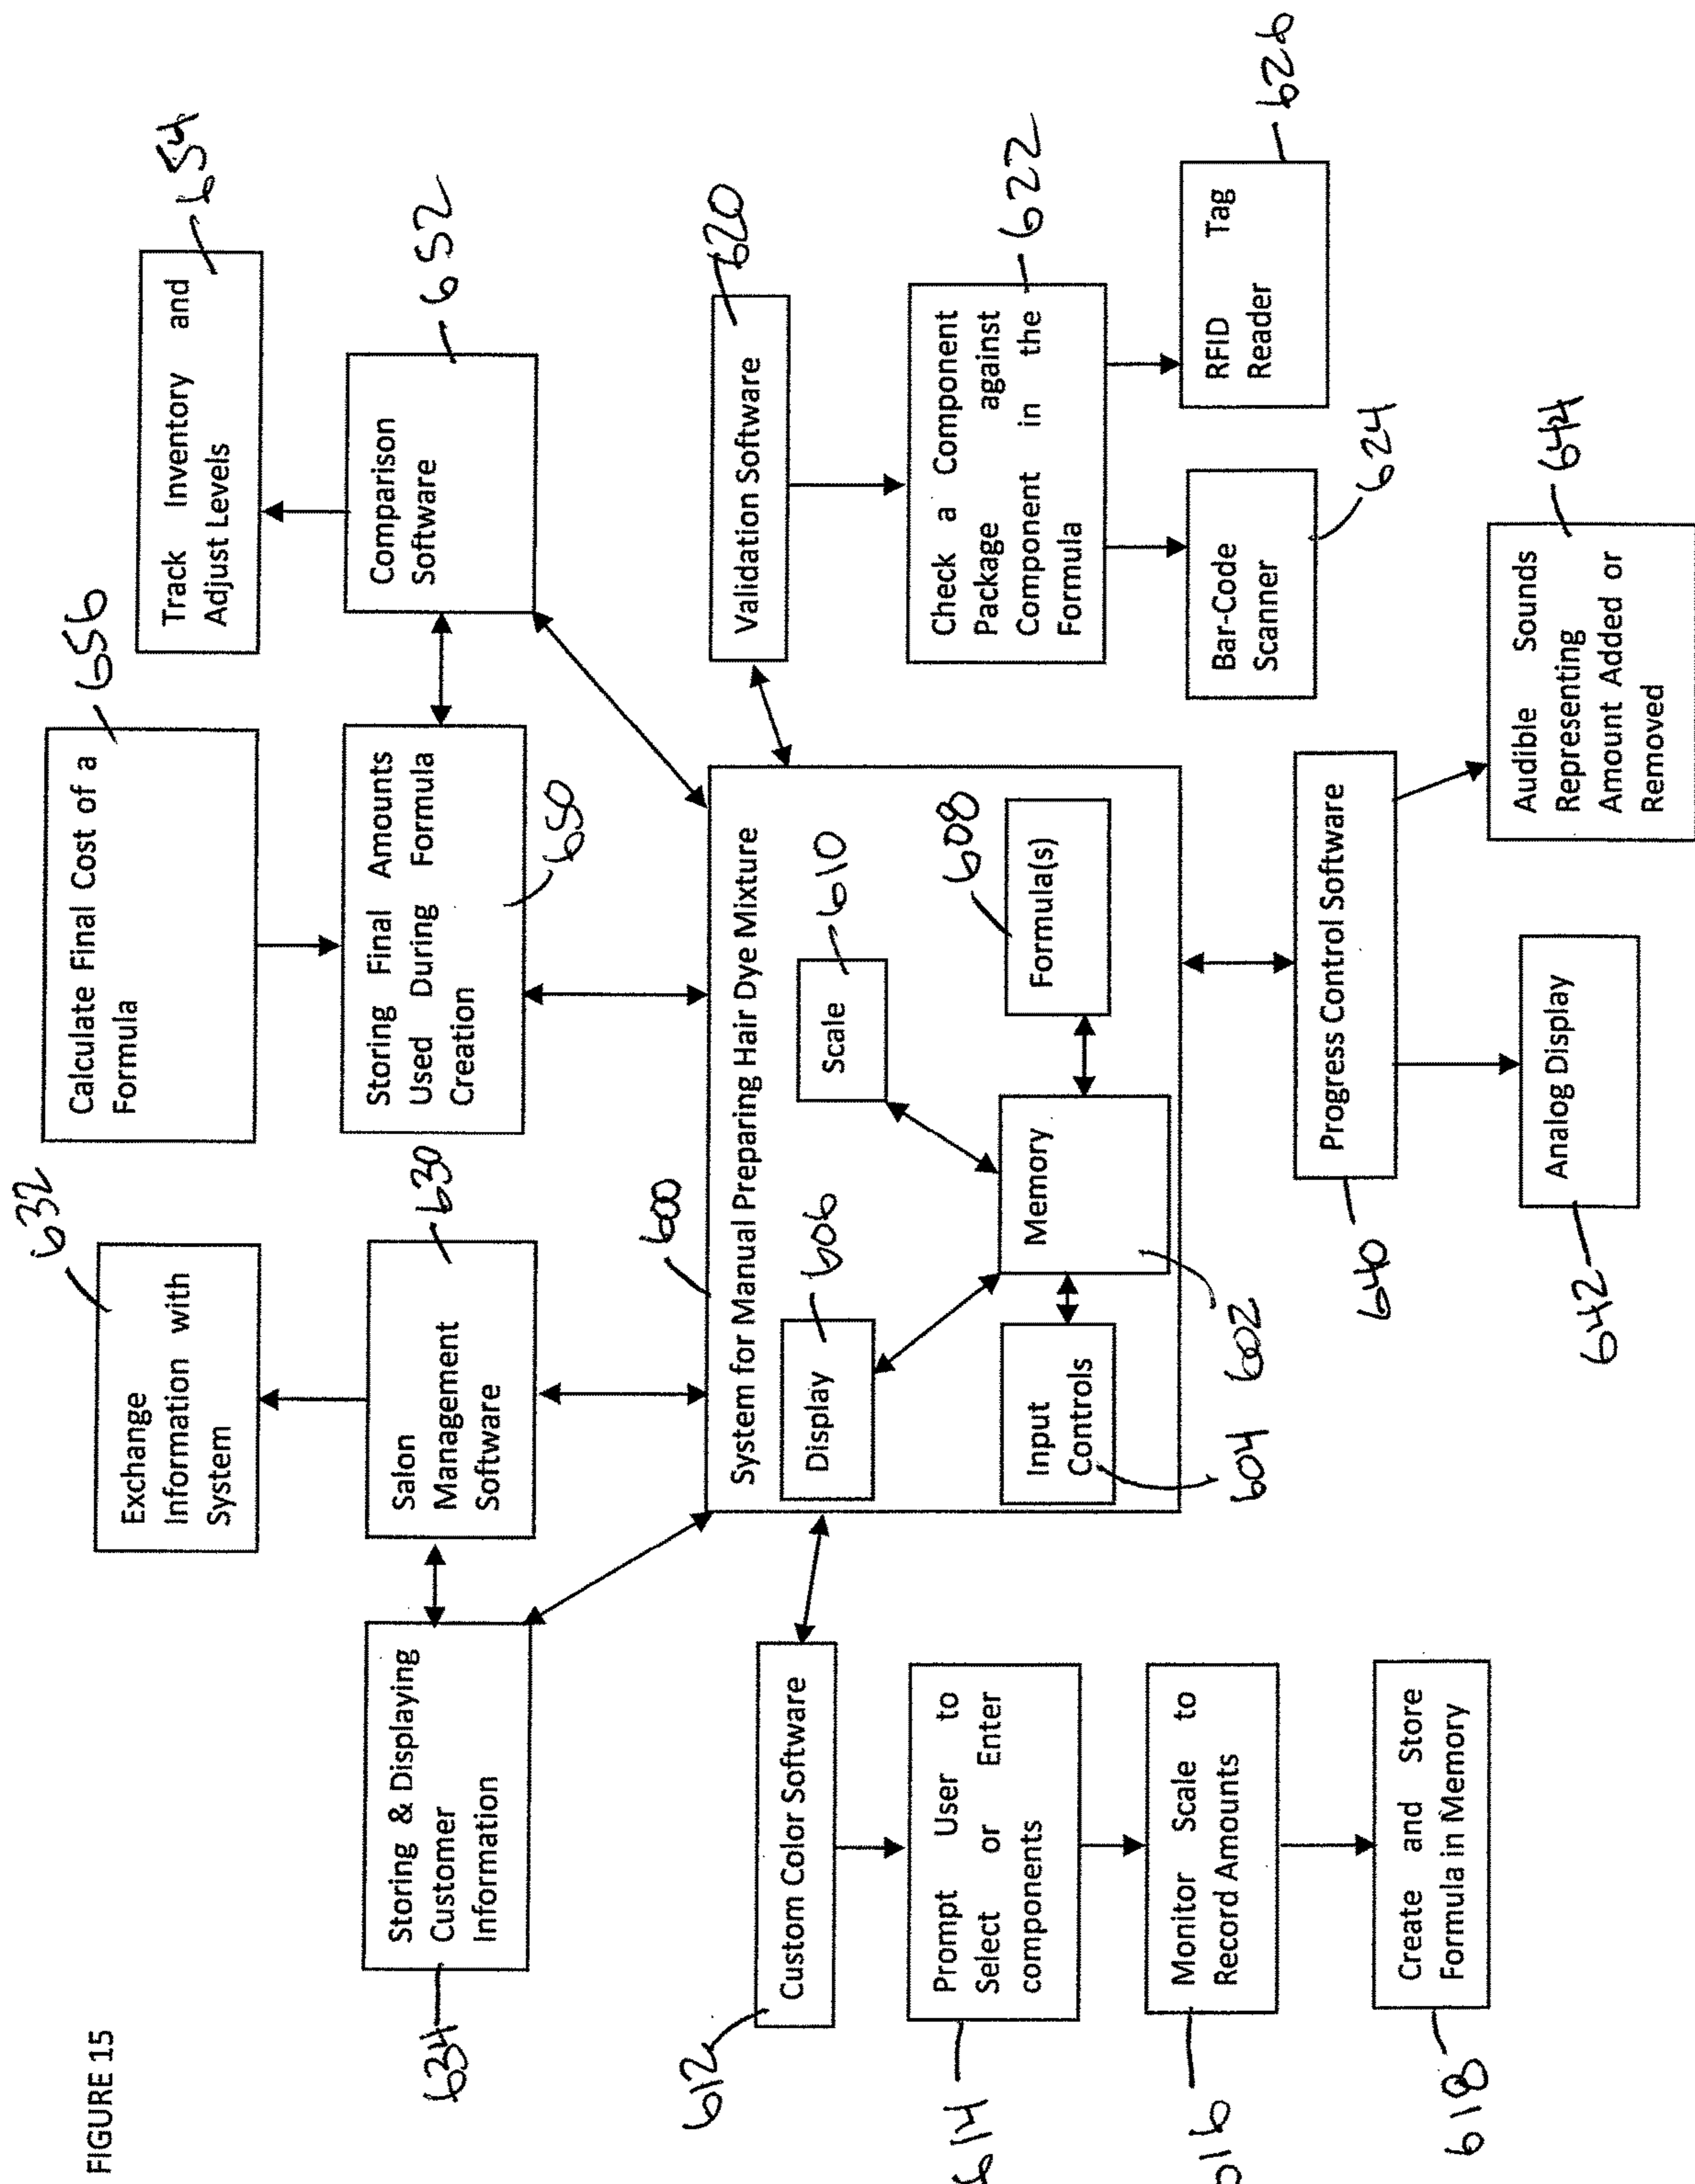 FIGURE 15
632
Exchange
Information with
System
656
Calculate Final Cost of a
Formula
654
Track Inventory and
Adjust Levels
634
Storing & Displaying
Customer
Information
630
Salon
Management
Software
Storing Final Amounts
Used During Formula
Creation
650
652
Comparison
Software
600
System for Manual Preparing Hair Dye Mixture
Display
606
Scale
610
Input
Controls
604
Memory
602
Formula(s)
608
612
Custom Color Software
614
Prompt User to
Select or Enter
components
616
Monitor Scale to
Record Amounts
618
Create and Store
Formula in Memory
620
Validation Software
622
Check a Component
Package against
Component in the
Formula
Bar-Code
Scanner
624
RFID Tag
Reader
626
640
Progress Control Software
642
Analog Display
644
Audible Sounds
Representing
Amount Added or
Removed